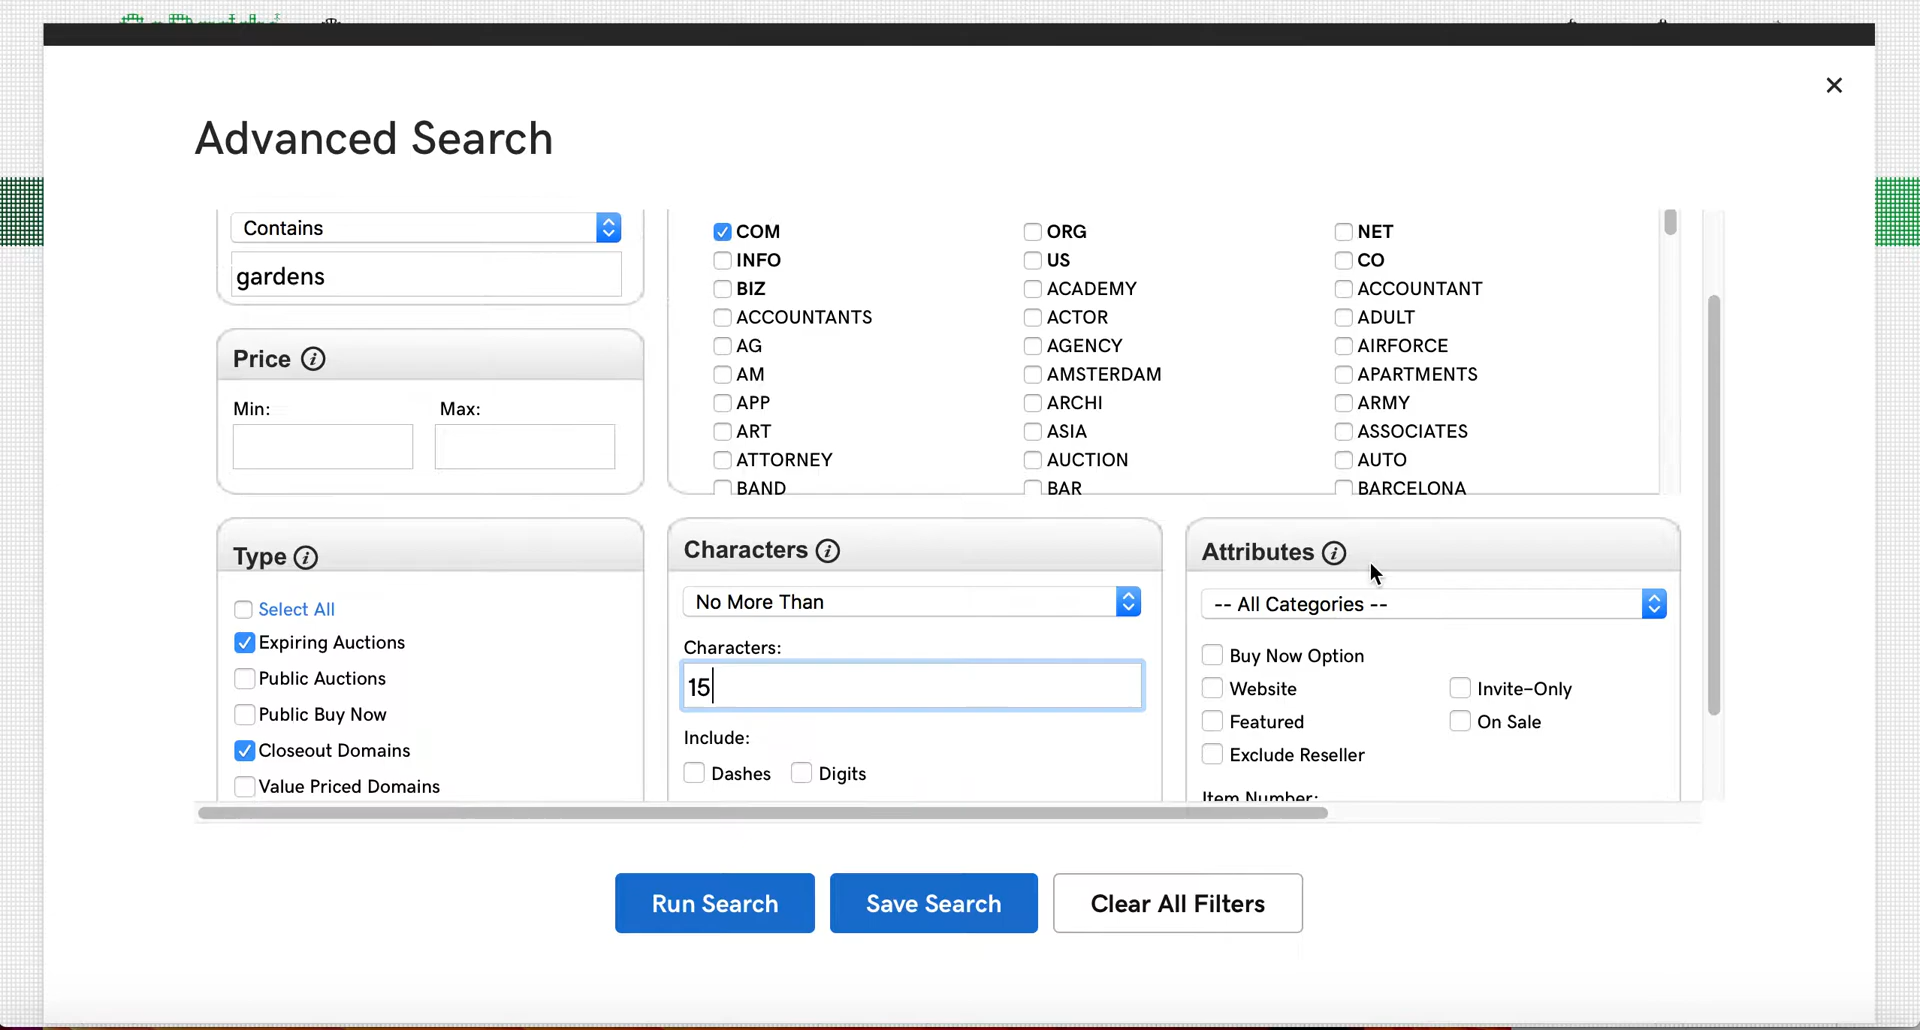 Advanced Search
Contains
gardens
COM ORG NET
INFO US CO
BIZ ACADEMY ACCOUNTANT
ACCOUNTANTS ACTOR ADULT
AG AGENCY AIRFORCE
AM AMSTERDAM APARTMENTS
APP ARCHI ARMY
ART ASIA ASSOCIATES
ATTORNEY AUCTION AUTO
BAND BAR BARCELONA
Price
Min: Max:
Type
Select All
Expiring Auctions
Public Auctions
Public Buy Now
Closeout Domains
Value Priced Domains
Characters
No More Than
Characters:
15
Include:
Dashes Digits
Attributes
-- All Categories --
Buy Now Option
Website Invite-Only
Featured On Sale
Exclude Reseller
Item Number:
Run Search Save Search Clear All Filters